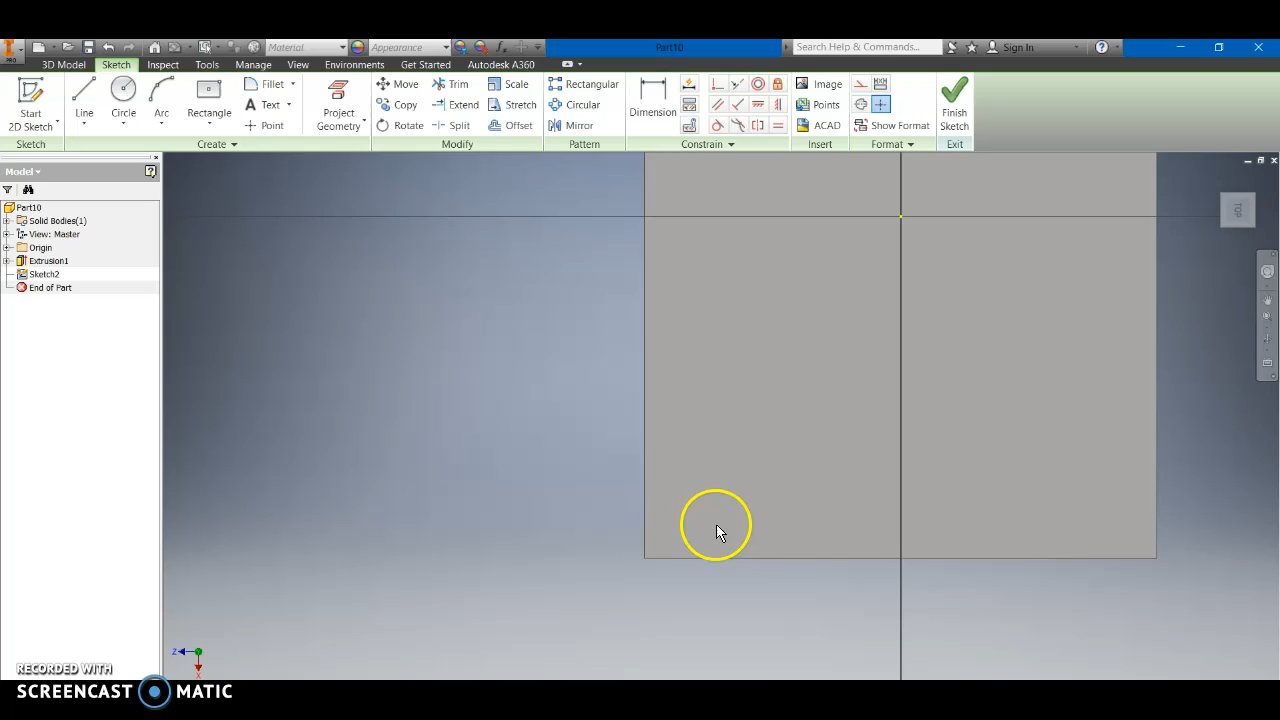 PRO
Material
Appearance
Part10
Search Help & Commands...
Sign In
3D Model Sketch Inspect Tools Manage View Environments Get Started Autodesk A360
Start
2D Sketch
Line
Circle
Arc
Rectangle
Fillet
Text
Point
Project
Geometry
Move
Copy
Rotate
Trim
Extend
Split
Scale
Stretch
Offset
Rectangular
Circular
Mirror
Dimension
Image
Points
ACAD
Show Format
Finish
Sketch
Sketch Create Modify Pattern Constrain Insert Format Exit
Model
Part10
Solid Bodies(1)
View: Master
Origin
Extrusion1
Sketch2
End of Part
TOP
Z
X
RECORDED WITH
SCREENCAST MATIC